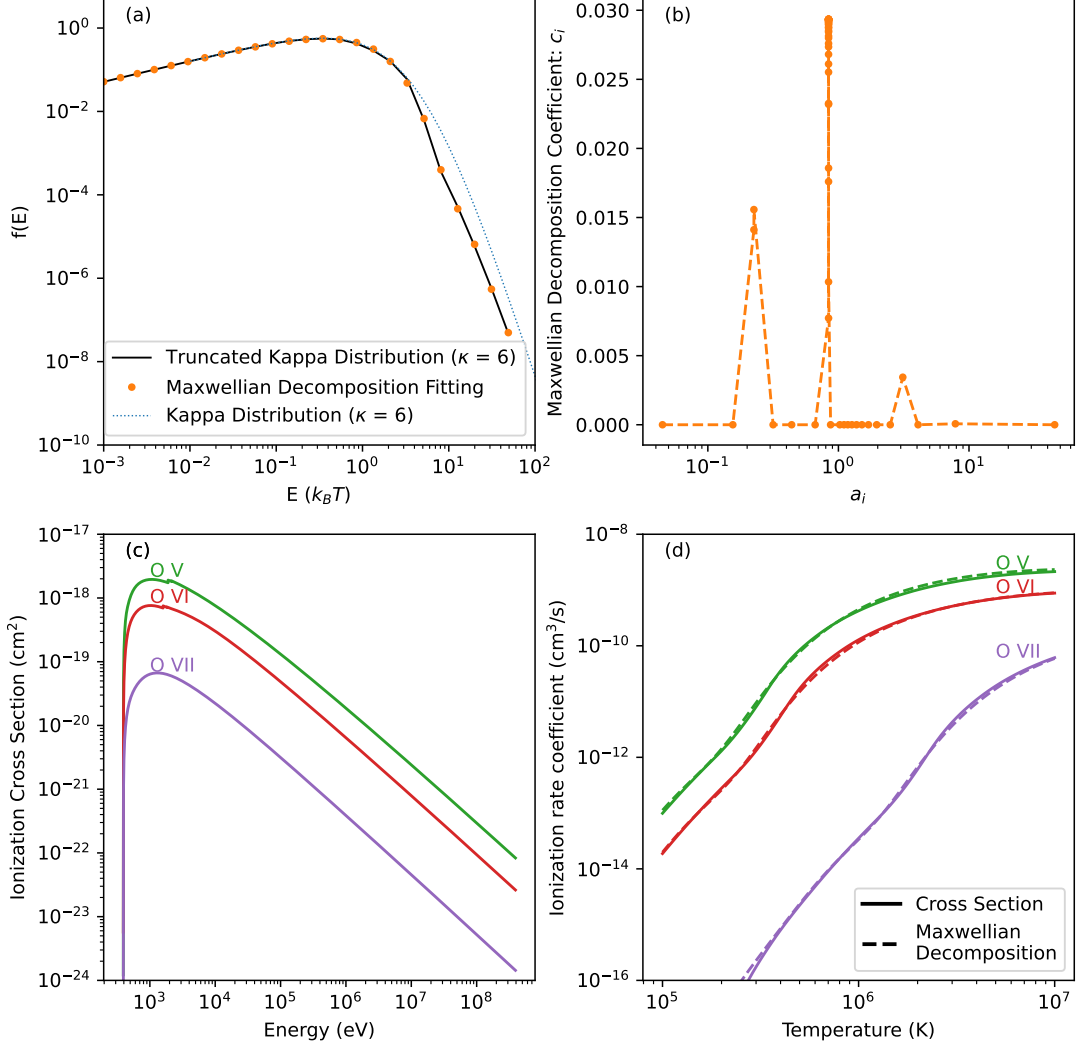 (a)
10^0
10^−2
10^−4
10^−6
10^−8
10^−10
f(E)
Truncated Kappa Distribution (κ = 6)
Maxwellian Decomposition Fitting
Kappa Distribution (κ = 6)
10^−3 10^−2 10^−1 10^0 10^1 10^2
E (k_BT)
(b)
0.030
0.025
0.020
0.015
0.010
0.005
0.000
Maxwellian Decomposition Coefficient: c_i
10^−1 10^0 10^1
a_i
(c)
10^−17
10^−18
10^−19
10^−20
10^−21
10^−22
10^−23
10^−24
Ionization Cross Section (cm^2)
O V
O VI
O VII
10^3 10^4 10^5 10^6 10^7 10^8
Energy (eV)
(d)
10^−8
10^−10
10^−12
10^−14
10^−16
Ionization rate coefficient (cm^3/s)
O V
O VI
O VII
Cross Section
Maxwellian
Decomposition
10^5 10^6 10^7
Temperature (K)